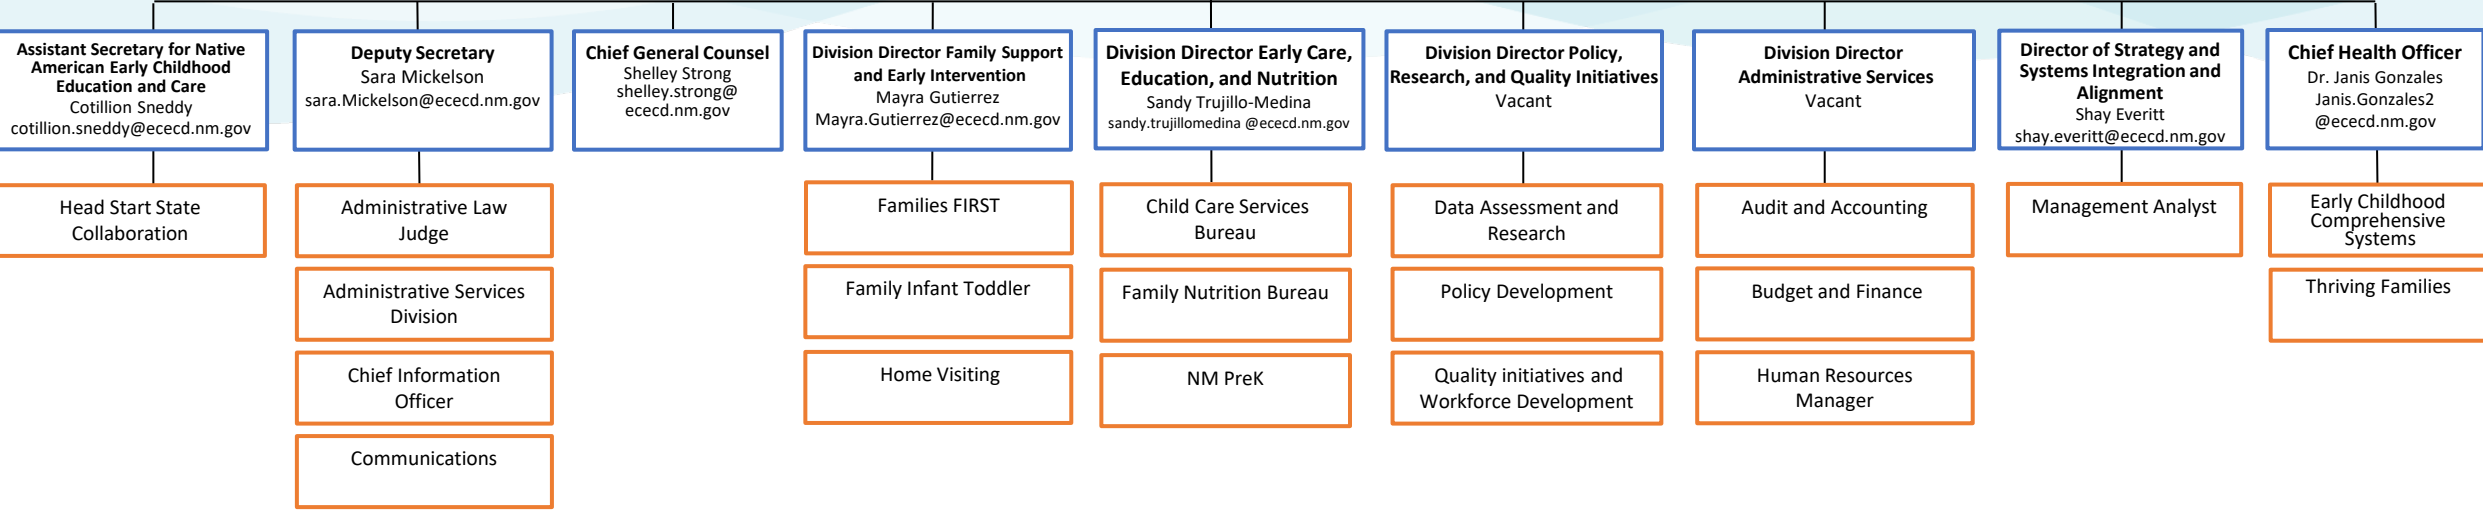 Assistant Secretary for Native
American Early Childhood
Education and Care
Cotillion Sneddy
cotillion.sneddy@ececd.nm.gov
Head Start State
Collaboration
Deputy Secretary
Sara Mickelson
sara.Mickelson@ececd.nm.gov
Administrative Law
Judge
Administrative Services
Division
Chief Information
Officer
Communications
Chief General Counsel
Shelley Strong
shelley.strong@
ececd.nm.gov
Division Director Family Support
and Early Intervention
Mayra Gutierrez
Mayra.Gutierrez@ececd.nm.gov
Families FIRST
Family Infant Toddler
Home Visiting
Division Director Early Care,
Education, and Nutrition
Sandy Trujillo-Medina
sandy.trujillomedina @ececd.nm.gov
Child Care Services
Bureau
Family Nutrition Bureau
NM PreK
Division Director Policy,
Research, and Quality Initiatives
Vacant
Data Assessment and
Research
Policy Development
Quality initiatives and
Workforce Development
Division Director
Administrative Services
Vacant
Audit and Accounting
Budget and Finance
Human Resources
Manager
Director of Strategy and
Systems Integration and
Alignment
Shay Everitt
shay.everitt@ececd.nm.gov
Management Analyst
Chief Health Officer
Dr. Janis Gonzales
Janis.Gonzales2
@ececd.nm.gov
Early Childhood
Comprehensive
Systems
Thriving Families